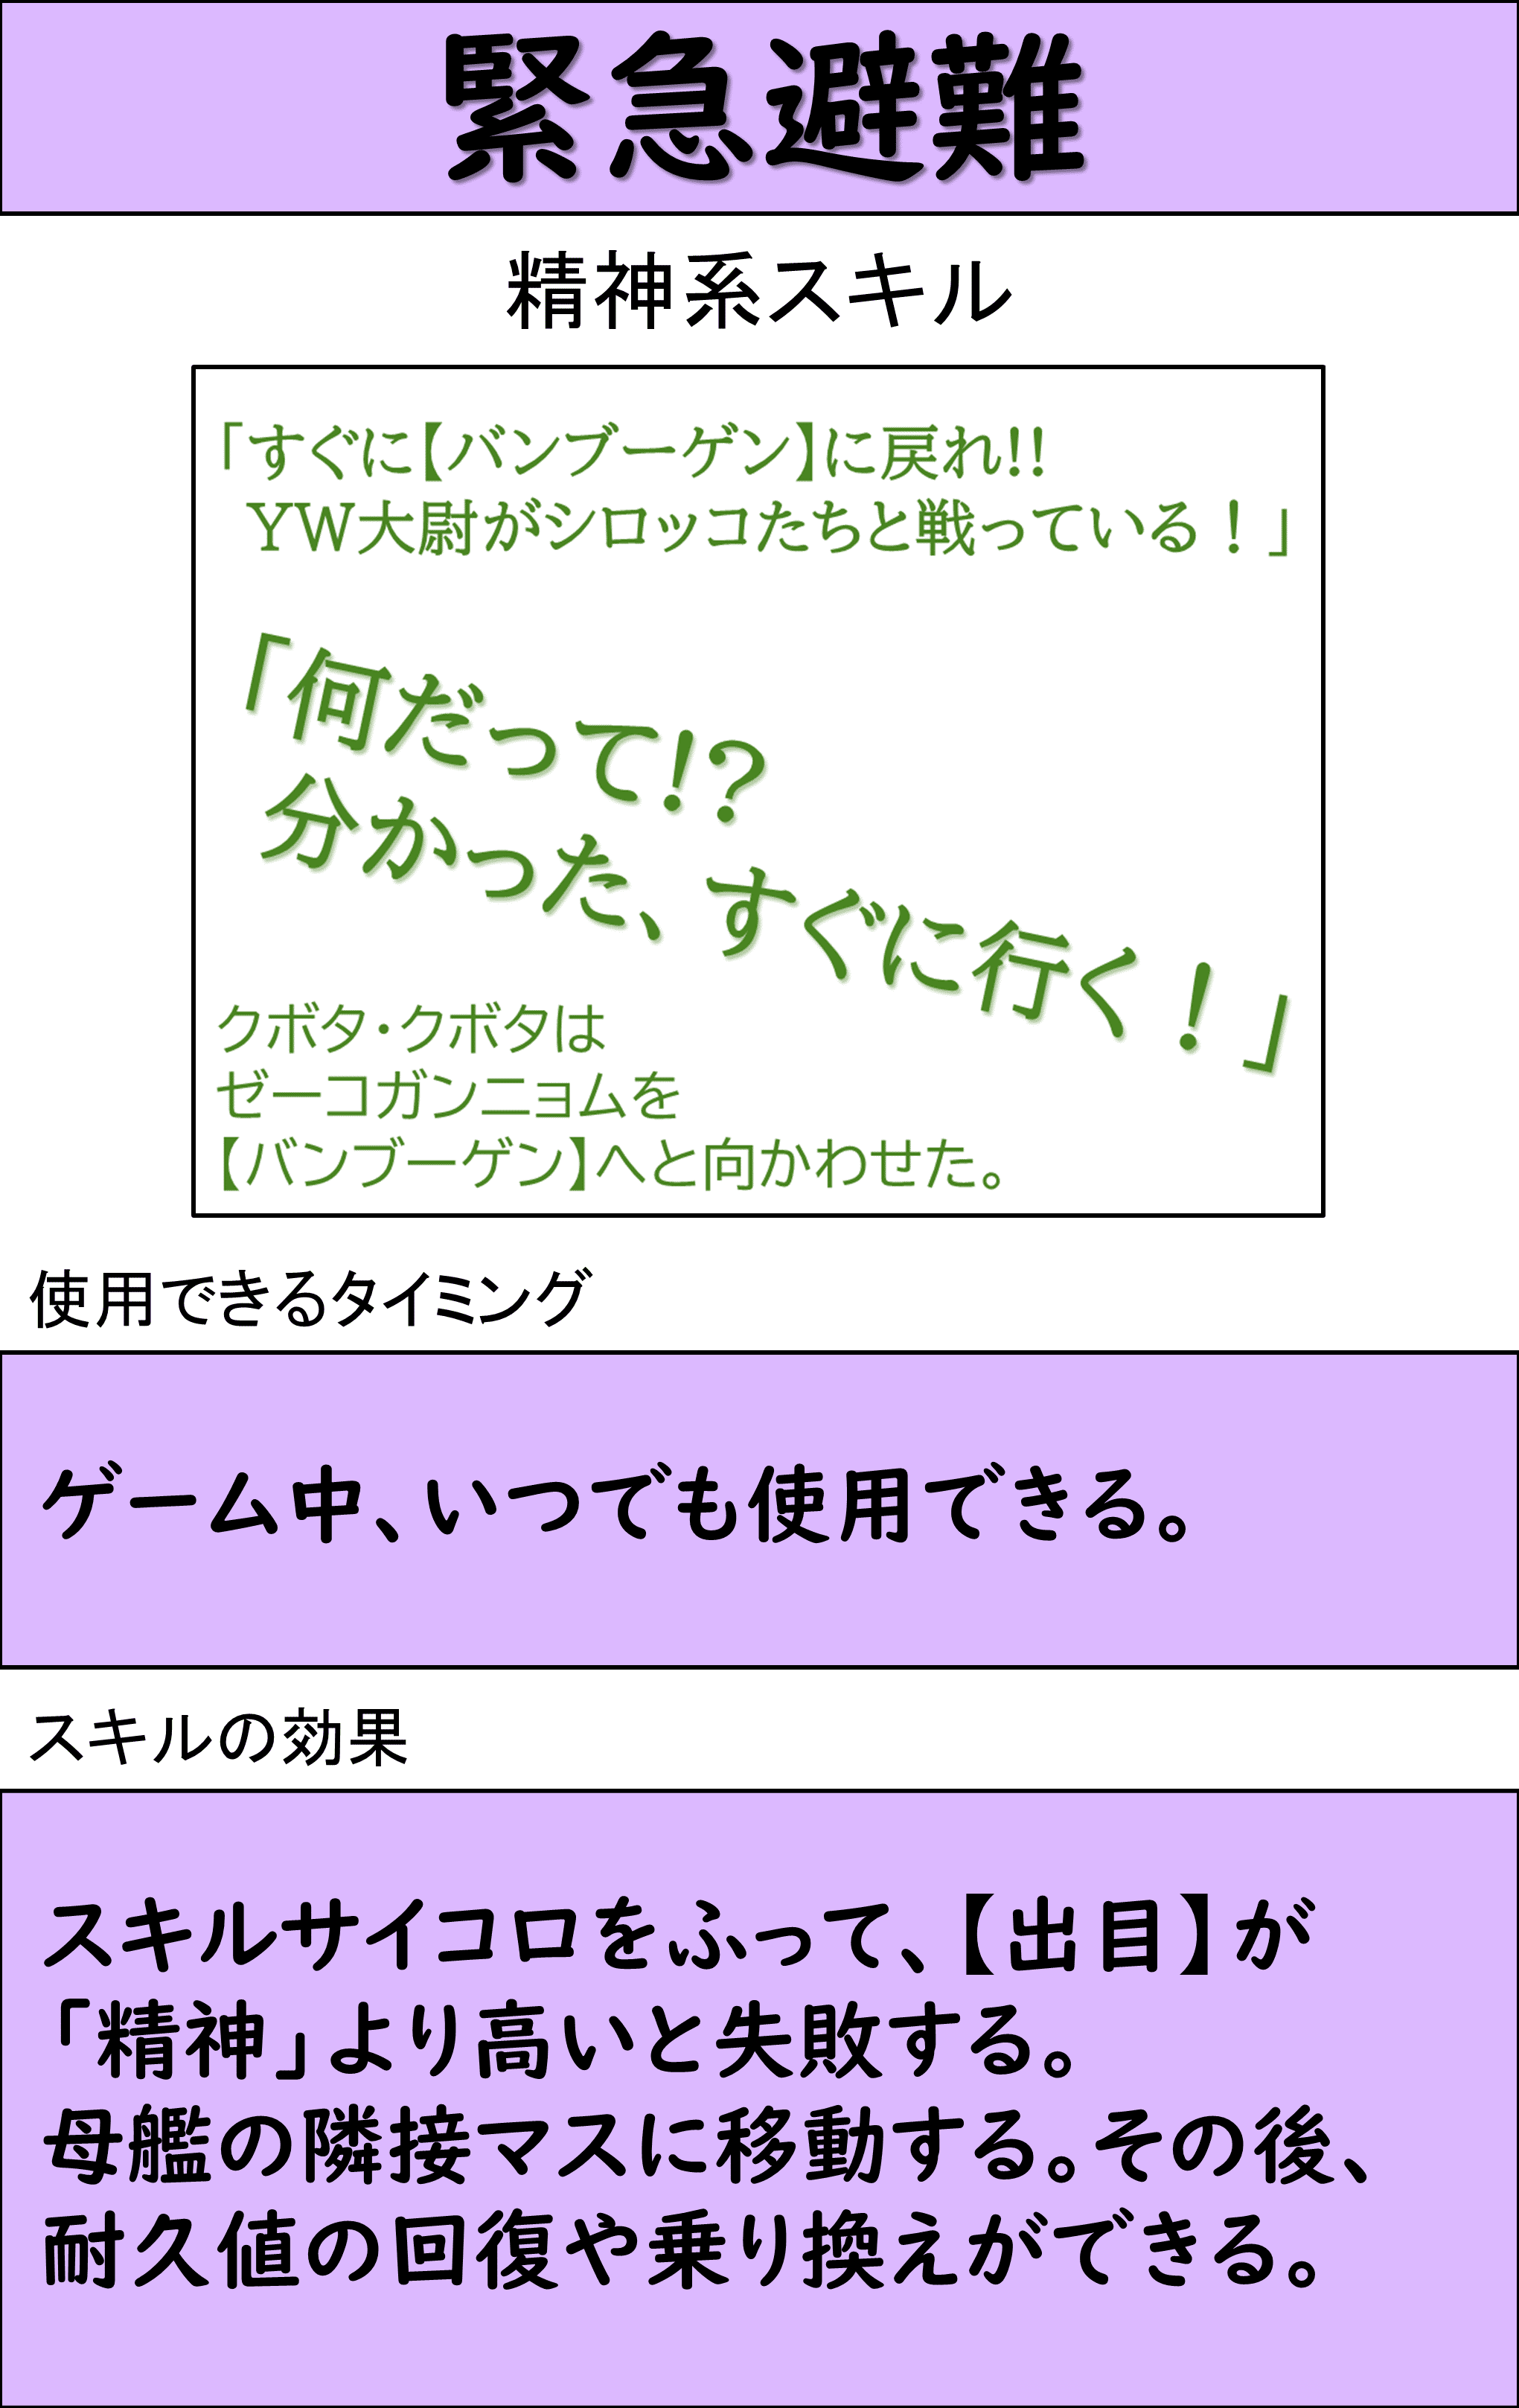 緊急避難
精神系スキル
「すぐに【バンブーゲン】に戻れ!!
YW大尉がシロッコたちと戦っている！」
「何だって!?
分かった、すぐに行く！」
クボタ・クボタは
ゼーコガンニョムを
【バンブーゲン】へと向かわせた。
使用できるタイミング
ゲーム中、いつでも使用できる。
スキルの効果
スキルサイコロをふって、【出目】が
「精神」より高いと失敗する。
母艦の隣接マスに移動する。その後、
耐久値の回復や乗り換えができる。